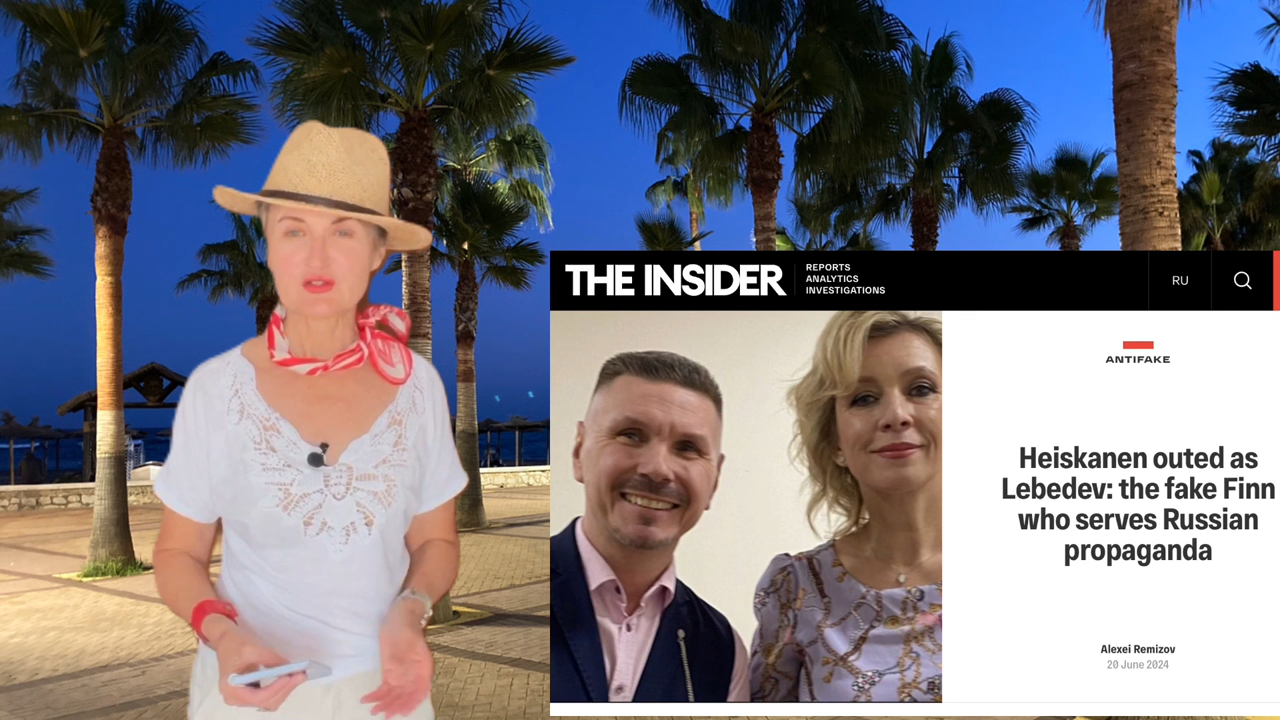 THE INSIDER
REPORTS
ANALYTICS
INVESTIGATIONS
RU
ANTIFAKE
Heiskanen outed as
Lebedev: the fake Finn
who serves Russian
propaganda
Alexei Remizov
20 June 2024